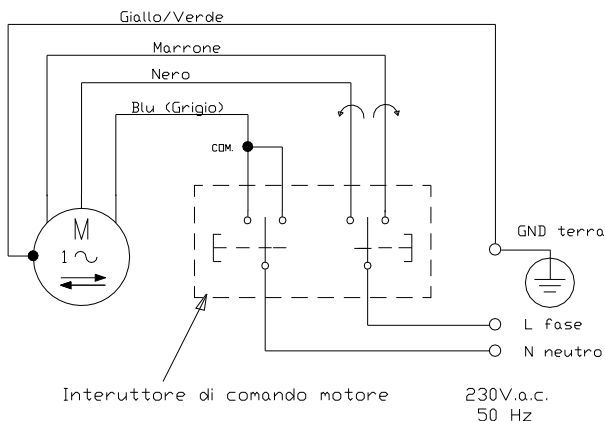 Giallo/Verde
Marrone
Nero
Blu (Grigio)
COM.
M
1
GND terra
L fase
N neutro
Interuttore di comando motore
230V.a.c.
50 Hz